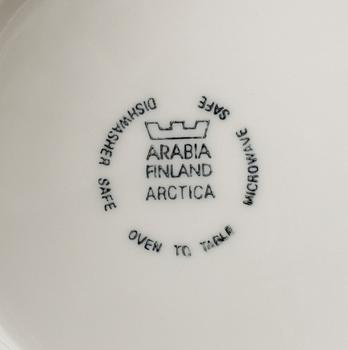 ARABIA
FINLAND
ARCTICA
DISHWASHER SAFE
OVEN TO TABLE
MICROWAVE SAFE